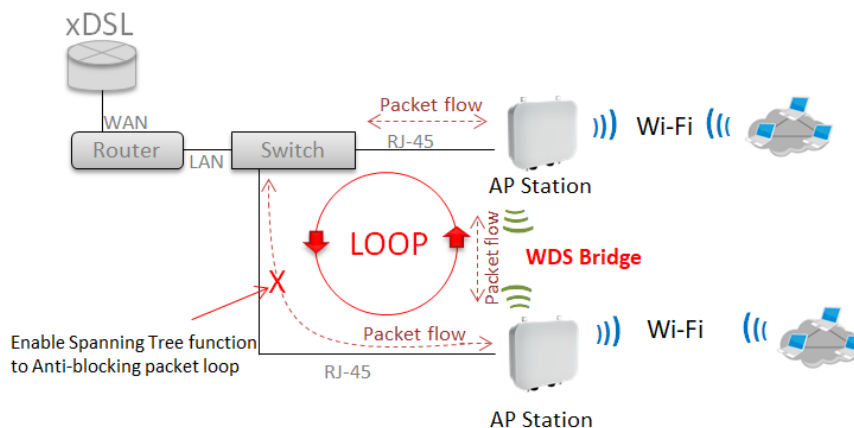 xDSL
WAN
Router
LAN
Switch
RJ-45
Packet flow
AP Station
Wi-Fi
LOOP
Packet flow
WDS Bridge
X
Enable Spanning Tree function
to Anti-blocking packet loop
Packet flow
RJ-45
AP Station
Wi-Fi